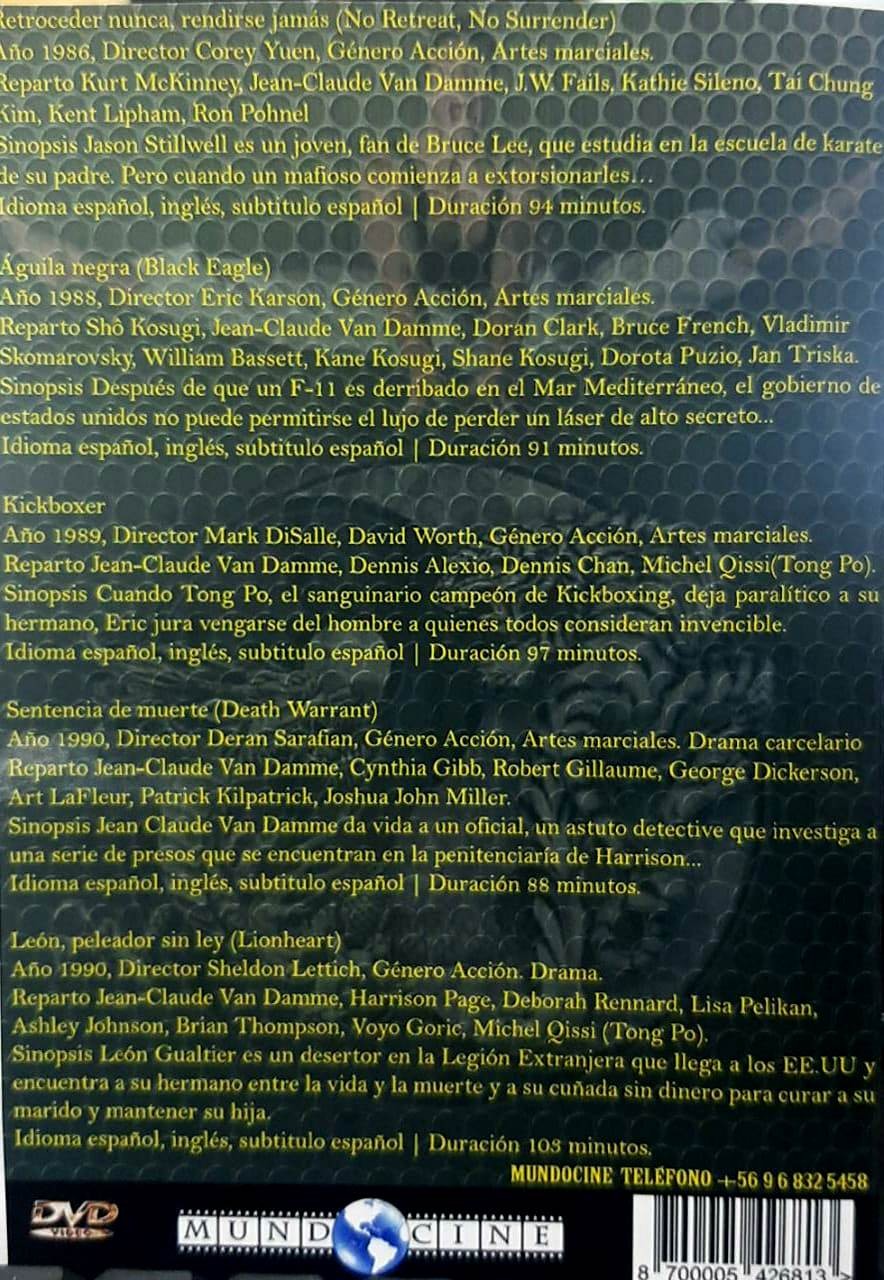 Retroceder nunca, rendirse jamás (No Retreat, No Surrender)
Año 1986, Director Corey Yuen, Género Acción, Artes marciales.
Reparto Kurt McKinney, Jean-Claude Van Damme, J.W. Fails, Kathie Sileno, Tai Chung
Kim, Kent Lipham, Ron Pohnel
Sinopsis Jason Stillwell es un joven, fan de Bruce Lee, que estudia en la escuela de karate
de su padre. Pero cuando un mafioso comienza a extorsionarles...
Idioma español, inglés, subtitulo español | Duración 94 minutos.
Águila negra (Black Eagle)
Año 1988, Director Eric Karson, Género Acción, Artes marciales.
Reparto Shô Kosugi, Jean-Claude Van Damme, Doran Clark, Bruce French, Vladimir
Skomarovsky, William Bassett, Kane Kosugi, Shane Kosugi, Dorota Puzio, Jan Triska.
Sinopsis Después de que un F-11 es derribado en el Mar Mediterráneo, el gobierno de
estados unidos no puede permitirse el lujo de perder un láser de alto secreto...
Idioma español, inglés, subtitulo español | Duración 91 minutos.
Kickboxer
Año 1989, Director Mark DiSalle, David Worth, Género Acción, Artes marciales.
Reparto Jean-Claude Van Damme, Dennis Alexio, Dennis Chan, Michel Qissi(Tong Po).
Sinopsis Cuando Tong Po, el sanguinario campeón de Kickboxing, deja paralítico a su
hermano, Eric jura vengarse del hombre a quienes todos consideran invencible.
Idioma español, inglés, subtitulo español | Duración 97 minutos.
Sentencia de muerte (Death Warrant)
Año 1990, Director Deran Sarafian, Género Acción, Artes marciales. Drama carcelario
Reparto Jean-Claude Van Damme, Cynthia Gibb, Robert Gillaume, George Dickerson,
Art LaFleur, Patrick Kilpatrick, Joshua John Miller.
Sinopsis Jean Claude Van Damme da vida a un oficial, un astuto detective que investiga a
una serie de presos que se encuentran en la penitenciaría de Harrison...
Idioma español, inglés, subtitulo español | Duración 88 minutos.
León, peleador sin ley (Lionheart)
Año 1990, Director Sheldon Lettich, Género Acción. Drama.
Reparto Jean-Claude Van Damme, Harrison Page, Deborah Rennard, Lisa Pelikan,
Ashley Johnson, Brian Thompson, Voyo Goric, Michel Qissi (Tong Po).
Sinopsis León Gualtier es un desertor en la Legión Extranjera que llega a los EE.UU y
encuentra a su hermano entre la vida y la muerte y a su cuñada sin dinero para curar a su
marido y mantener su hija.
Idioma español, inglés, subtitulo español | Duración 103 minutos.
MUNDOCINE TELÉFONO +56 9 6 832 5458
DVD
VIDEO
MUNDOCINE
8 700005 426813 >